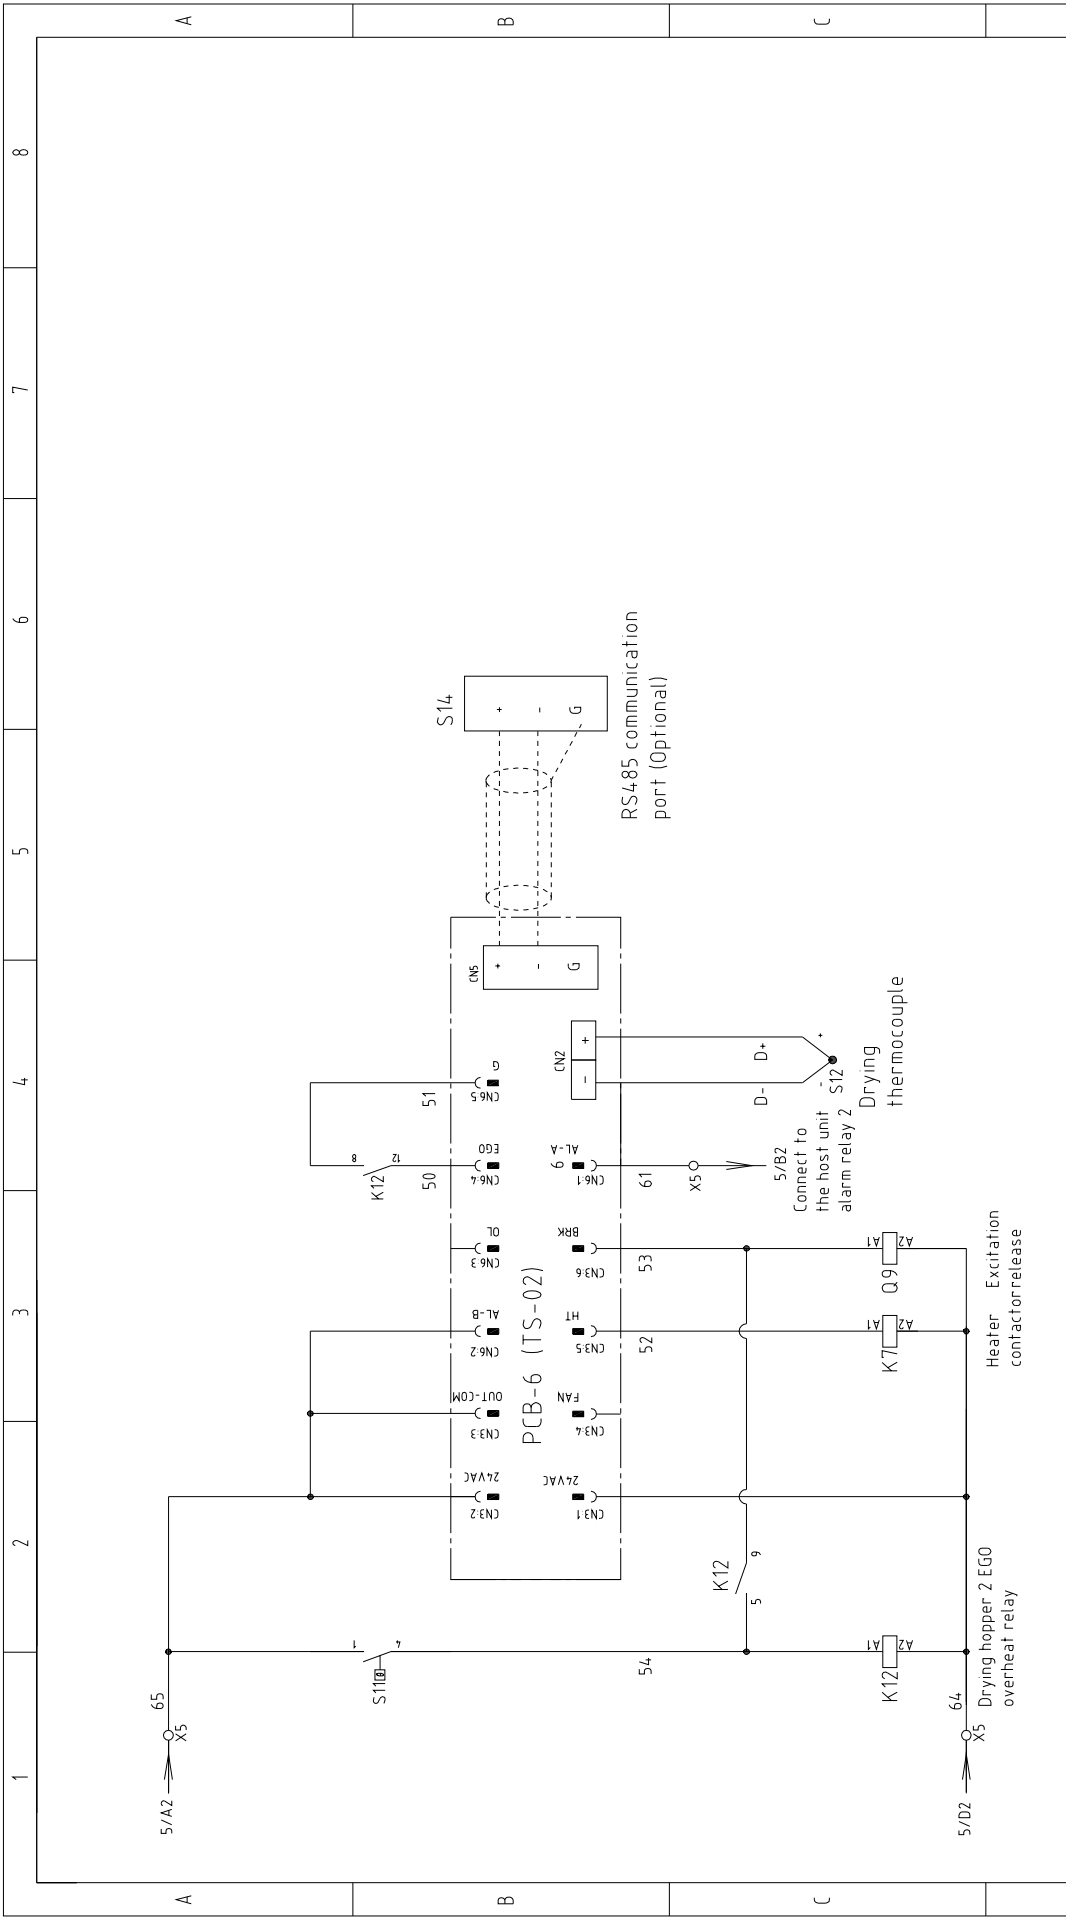 1
2
3
4
5
6
7
8
A
B
C
A
B
C
5/A2
X5
65
S11
1
4
54
K12
5
9
K12
A1
A2
5/D2
X5
64
Drying hopper 2 EGO
overheat relay
PCB-6 (TS-02)
CN3:2
24VAC
CN3:3
OUT-COM
CN6:2
AL-B
CN6:3
OL
CN6:4
EGO
CN6:5
G
CN3:1
24VAC
CN3:4
FAN
CN3:5
HT
CN3:6
BRK
CN6:1
AL-A
9
K12
8
12
50
51
52
53
61
X5
5/B2
Connect to
the host unit
alarm relay 2
K7
A1
A2
Q9
A1
A2
Heater Excitation
contactorrelease
CN2
- +
D-
D+
-
+
S12
Drying
thermocouple
CN5
+
-
G
S14
+
-
G
RS485 communication
port (Optional)